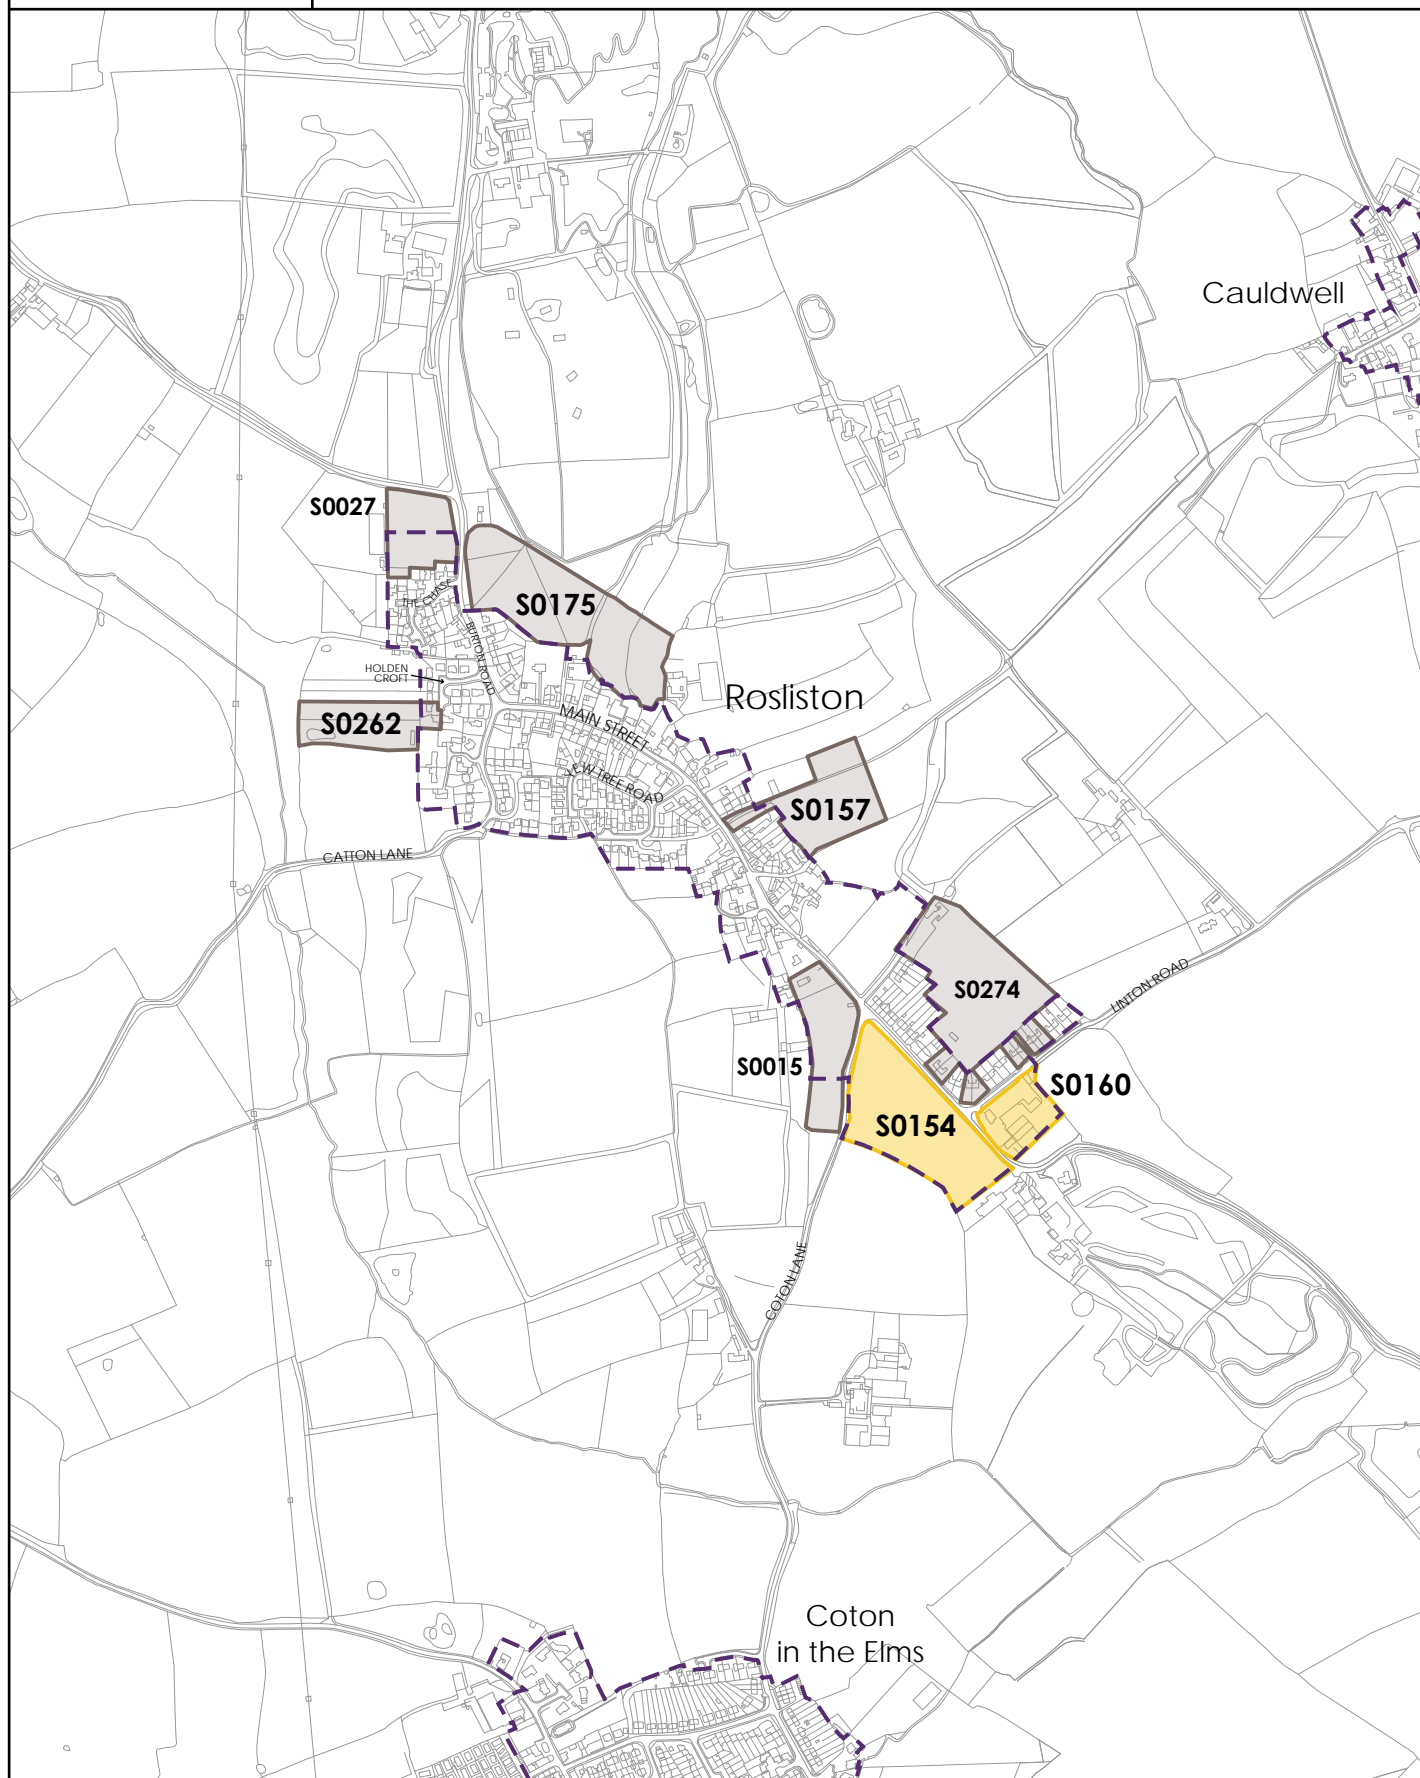 Cauldwell
S0027
THE CHASE
S0175
BURTON ROAD
HOLDEN
CROFT
Rosliston
S0262
MAIN STREET
YEW TREE ROAD
S0157
CATTON LANE
LINTON ROAD
S0274
S0015
S0160
S0154
COTON LANE
Coton
in the Elms